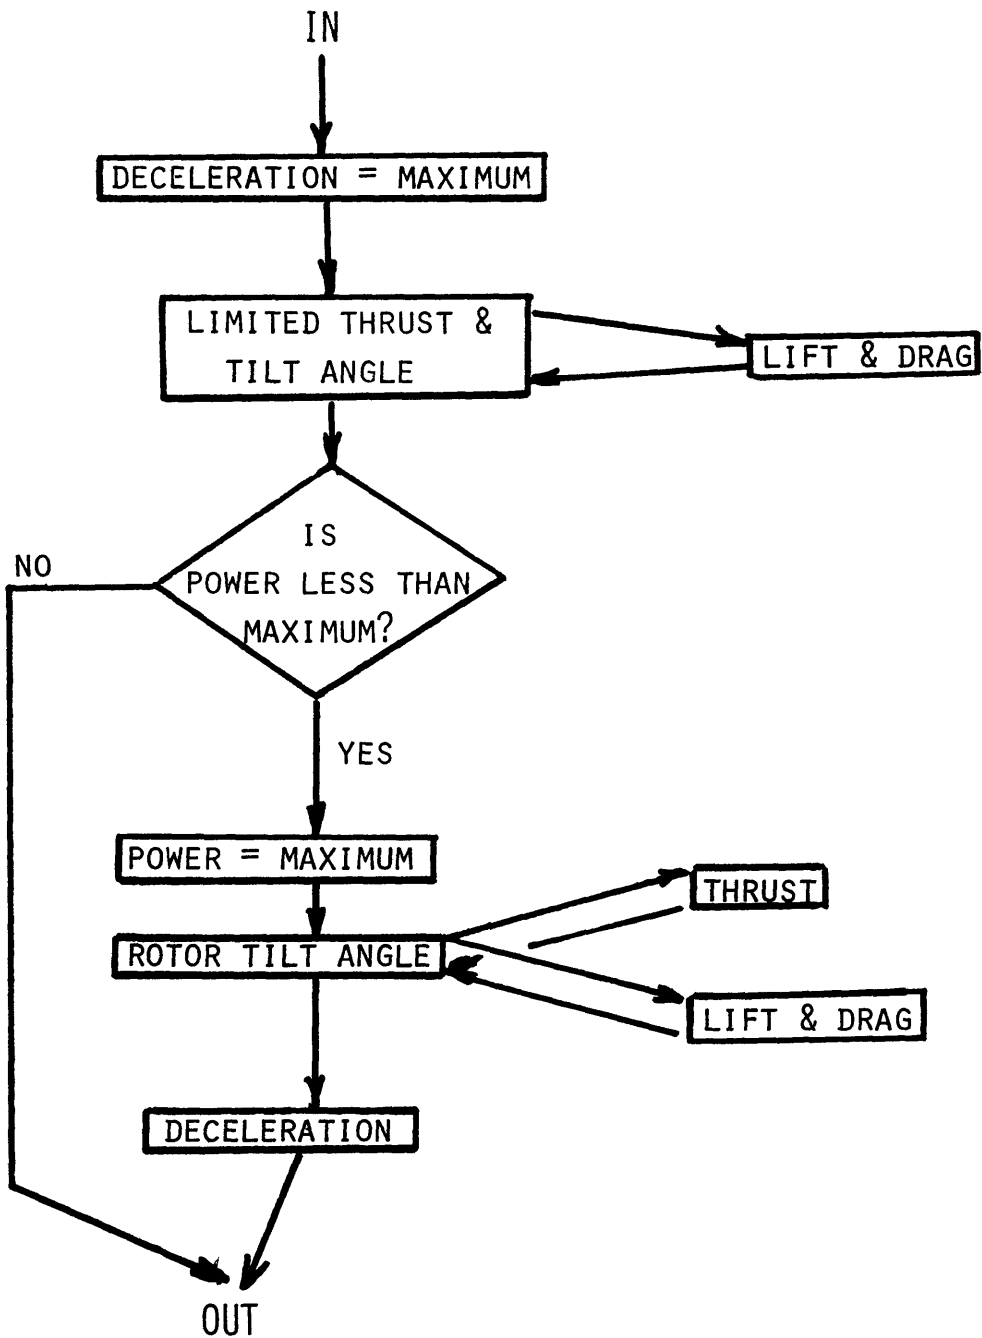 IN
DECELERATION = MAXIMUM
LIMITED THRUST &
TILT ANGLE
LIFT & DRAG
IS
POWER LESS THAN
MAXIMUM?
NO
YES
POWER = MAXIMUM
THRUST
ROTOR TILT ANGLE
LIFT & DRAG
DECELERATION
OUT